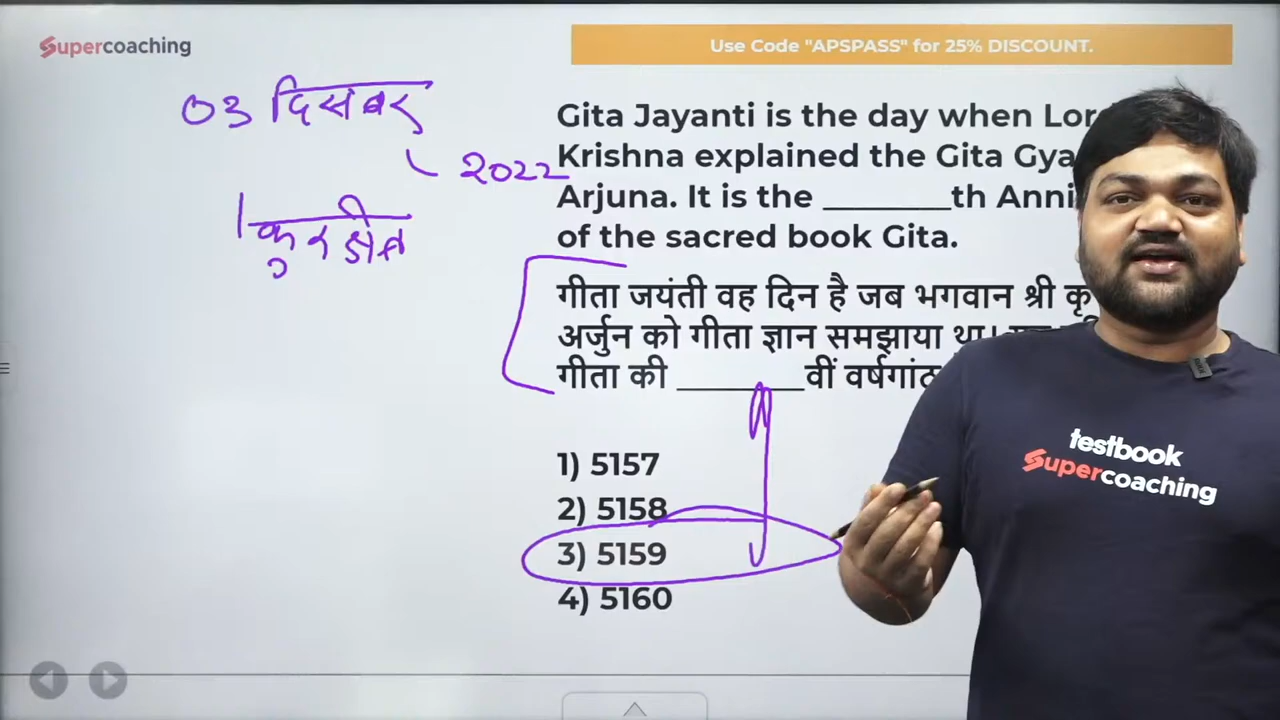 Supercoaching
Use Code "APSPASS" for 25% DISCOUNT.
03 दिसंबर
2022
Gita Jayanti is the day when Lor
Krishna explained the Gita Gya
Arjuna. It is the ________th Anni
of the sacred book Gita.
गीता जयंती वह दिन है जब भगवान श्री कृ
अर्जुन को गीता ज्ञान समझाया था।
गीता की ________वीं वर्षगांठ
1) 5157
2) 5158
3) 5159
4) 5160
testbook
Supercoaching